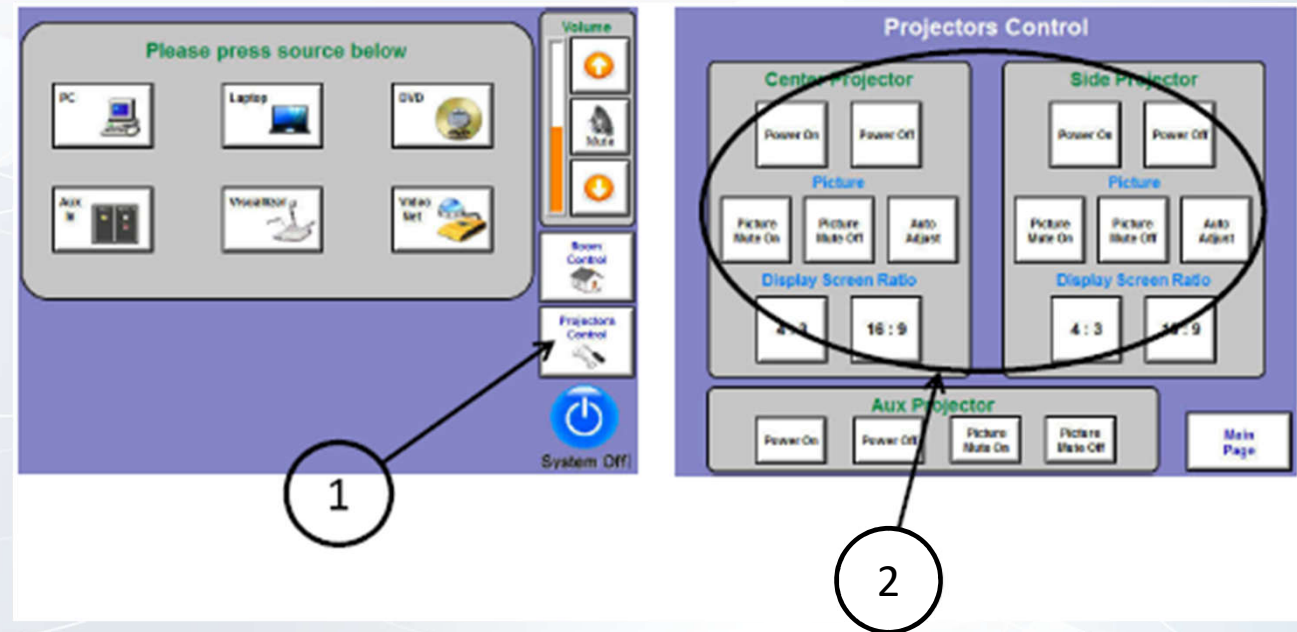 Please press source below
PC
Laptop
DVD
Aux
In
Visualizer
Video
Net
Volume
Mute
Room
Control
Projectors
Control
System Off
1
Projectors Control
Center Projector
Power On
Power Off
Picture
Picture
Mute On
Picture
Mute Off
Auto
Adjust
Display Screen Ratio
4 : 3
16 : 9
Side Projector
Power On
Power Off
Picture
Picture
Mute On
Picture
Mute Off
Auto
Adjust
Display Screen Ratio
4 : 3
16 : 9
Aux Projector
Power On
Power Off
Picture
Mute On
Picture
Mute Off
Main
Page
2